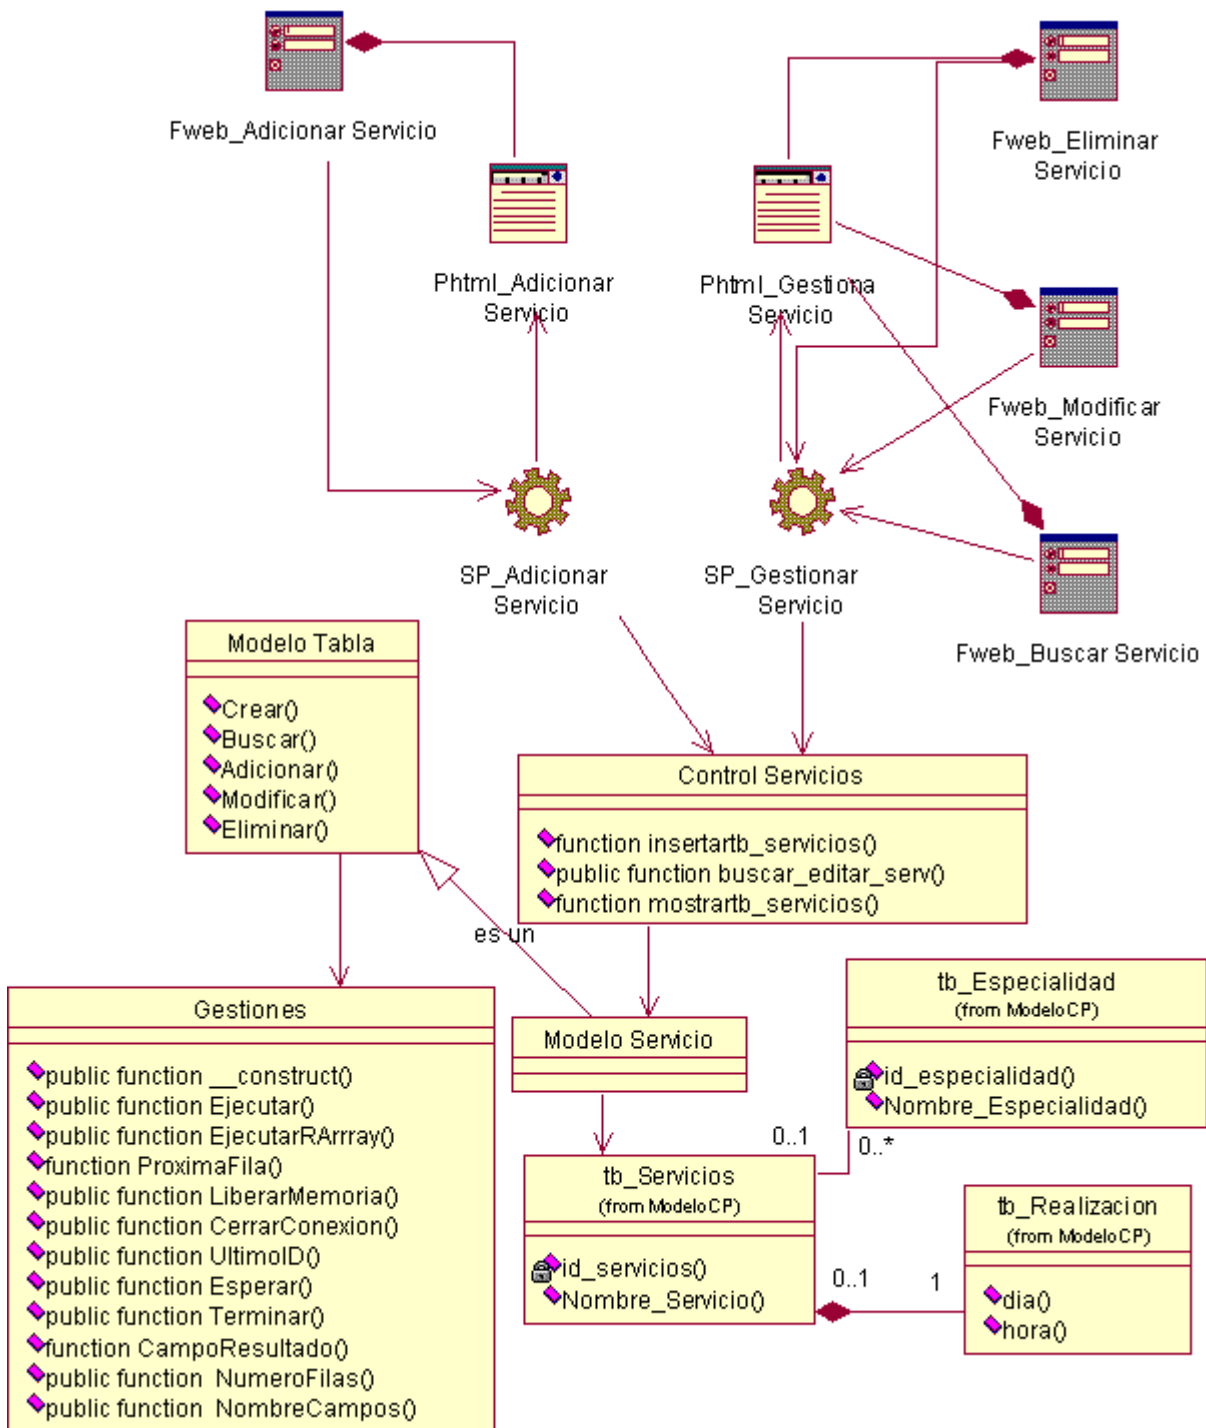 Fweb_Adicionar Servicio
Fweb_Eliminar
Servicio
Phtml_Adicionar
Servicio
Phtml_Gestiona
Servicio
Fweb_Modificar
Servicio
SP_Adicionar
Servicio
SP_Gestionar
Servicio
Fweb_Buscar Servicio
Modelo Tabla
Crear()
Buscar()
Adicionar()
Modificar()
Eliminar()
Control Servicios
function insertartb_servicios()
public function buscar_editar_serv()
function mostrartb_servicios()
es un
Gestiones
public function __construct()
public function Ejecutar()
public function EjecutarRArrray()
function ProximaFila()
public function LiberarMemoria()
public function CerrarConexion()
public function UltimoID()
public function Esperar()
public function Terminar()
function CampoResultado()
public function NumeroFilas()
public function NombreCampos()
Modelo Servicio
tb_Especialidad
(from ModeloCP)
id_especialidad()
Nombre_Especialidad()
0..1
0..*
tb_Servicios
(from ModeloCP)
id_servicios()
Nombre_Servicio()
0..1
1
tb_Realizacion
(from ModeloCP)
dia()
hora()